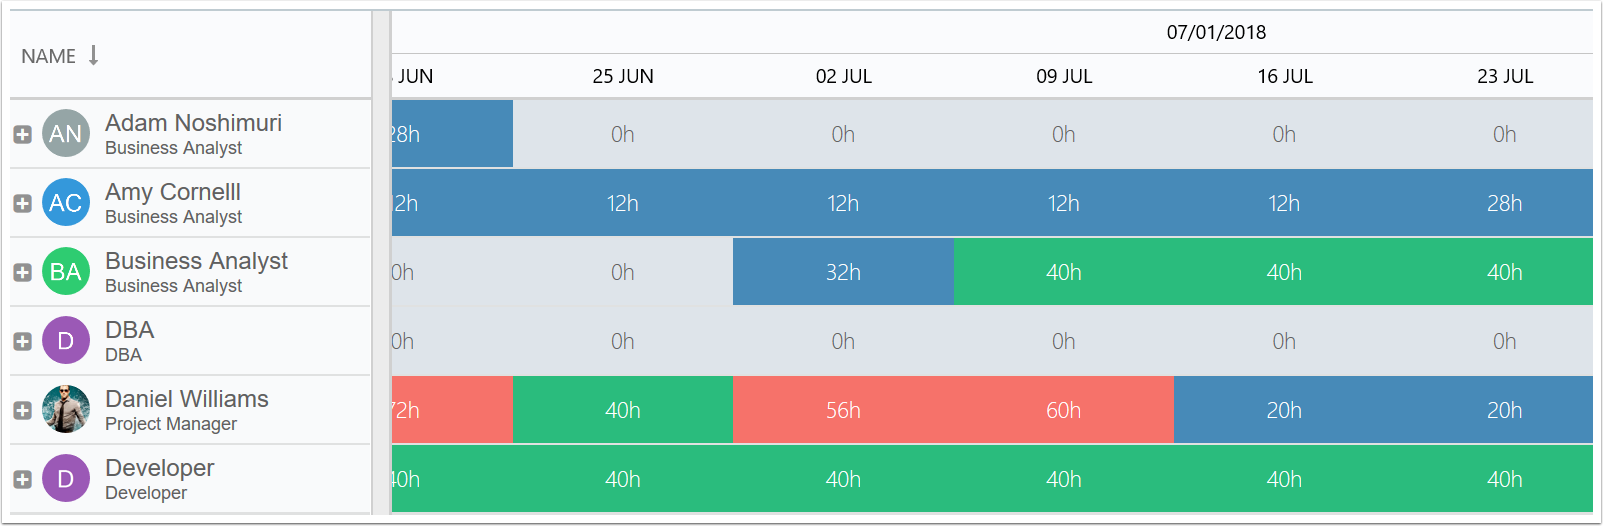 07/01/2018
NAME
JUN 25 JUN 02 JUL 09 JUL 16 JUL 23 JUL
AN Adam Noshimuri
Business Analyst
28h 0h 0h 0h 0h 0h
AC Amy Cornelll
Business Analyst
12h 12h 12h 12h 12h 28h
BA Business Analyst
Business Analyst
0h 0h 32h 40h 40h 40h
D DBA
DBA
0h 0h 0h 0h 0h 0h
Daniel Williams
Project Manager
72h 40h 56h 60h 20h 20h
D Developer
Developer
40h 40h 40h 40h 40h 40h